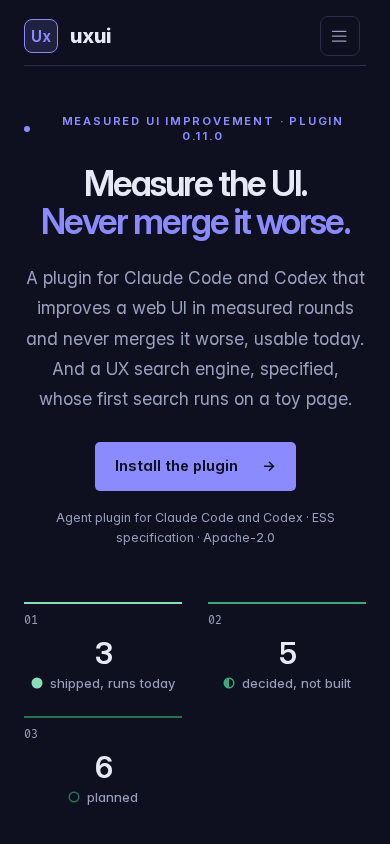 Ux uxui
MEASURED UI IMPROVEMENT · PLUGIN
0.11.0
Measure the UI.
Never merge it worse.
A plugin for Claude Code and Codex that
improves a web UI in measured rounds
and never merges it worse, usable today.
And a UX search engine, specified,
whose first search runs on a toy page.
Install the plugin →
Agent plugin for Claude Code and Codex · ESS
specification · Apache-2.0
01
3
shipped, runs today
02
5
decided, not built
03
6
planned